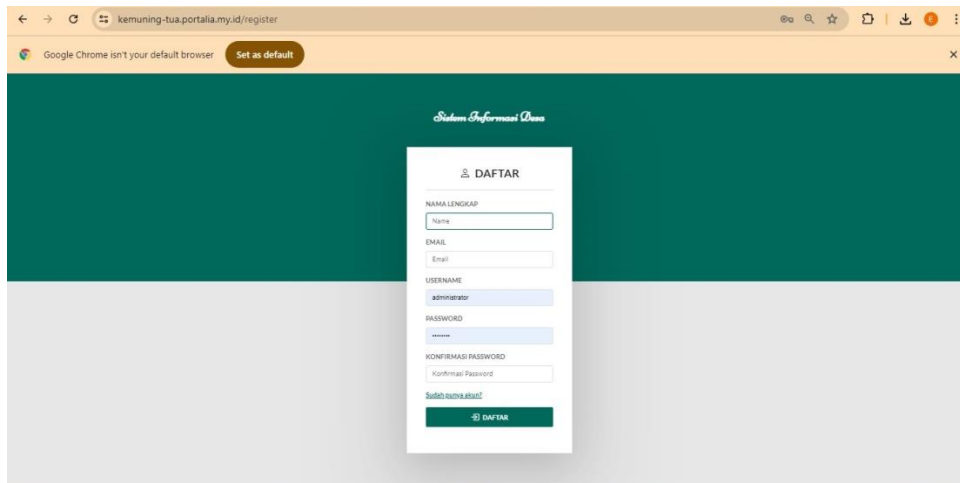 kemuning-tua.portalia.my.id/register
E
Google Chrome isn't your default browser Set as default
Sistem Informasi Desa
DAFTAR
NAMA LENGKAP
Name
EMAIL
Email
USERNAME
administrator
PASSWORD
••••••••
KONFIRMASI PASSWORD
Konfirmasi Password
Sudah punya akun?
DAFTAR